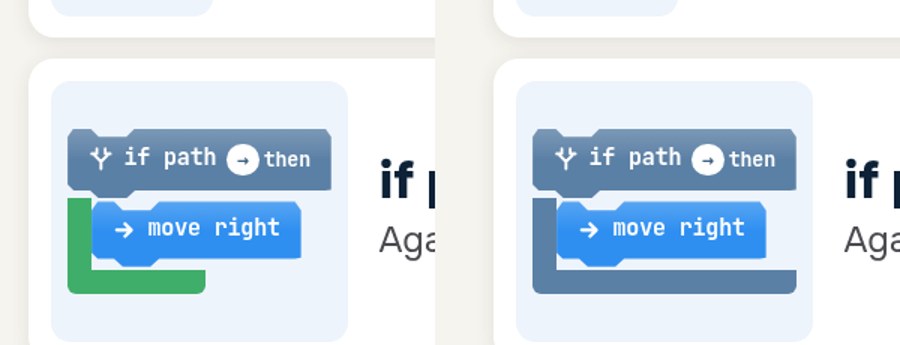 if path → then
move right
if
Aga
if path → then
move right
if
Aga